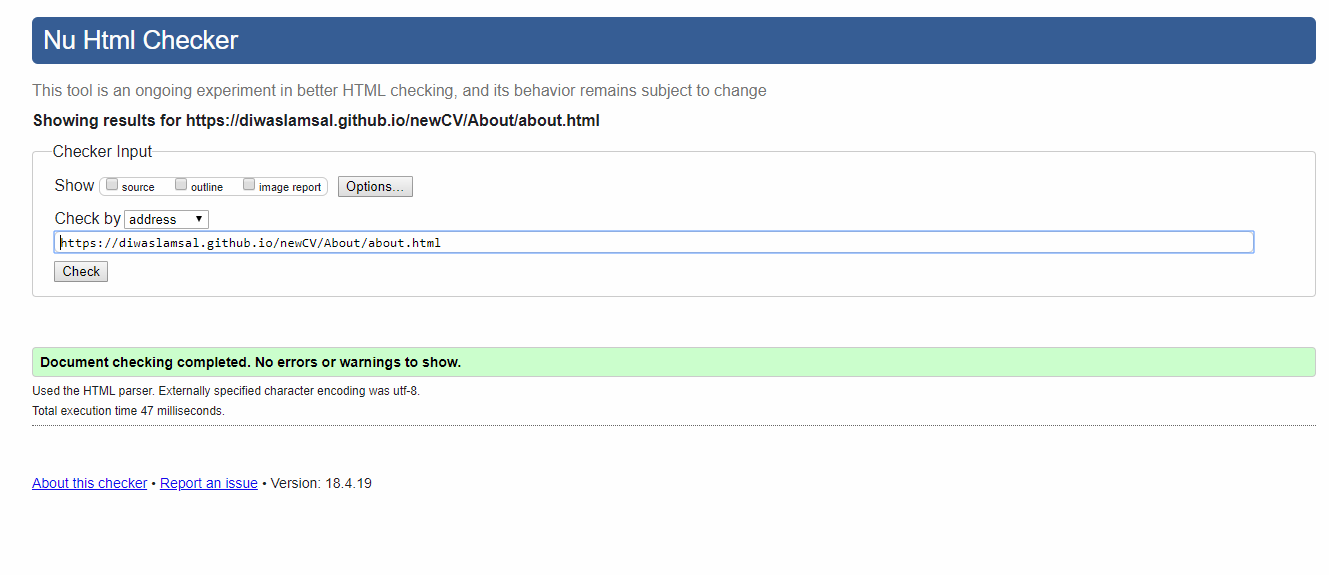 Nu Html Checker
This tool is an ongoing experiment in better HTML checking, and its behavior remains subject to change
Showing results for https://diwaslamsal.github.io/newCV/About/about.html
Checker Input
Show source outline image report Options...
Check by address
https://diwaslamsal.github.io/newCV/About/about.html
Check
Document checking completed. No errors or warnings to show.
Used the HTML parser. Externally specified character encoding was utf-8.
Total execution time 47 milliseconds.
About this checker • Report an issue • Version: 18.4.19